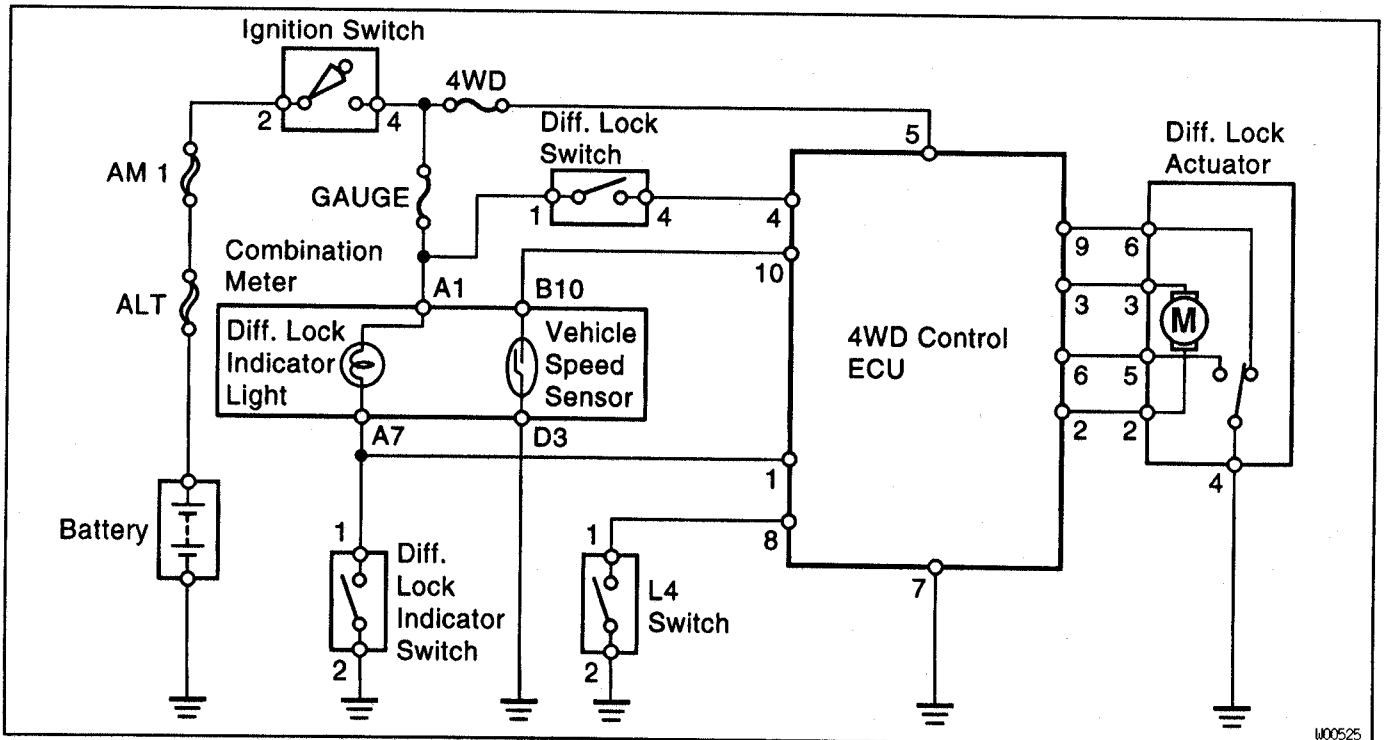 Ignition Switch
2
4
4WD
AM 1
GAUGE
Diff. Lock
Switch
1
4
4
5
Diff. Lock
Actuator
Combination
Meter
A1
B10
10
ALT
Diff. Lock
Indicator
Light
Vehicle
Speed
Sensor
4WD Control
ECU
9
6
3
3
M
6
5
2
2
4
A7
D3
1
8
7
Battery
1
Diff.
Lock
Indicator
Switch
2
1
L4
Switch
2
W00525